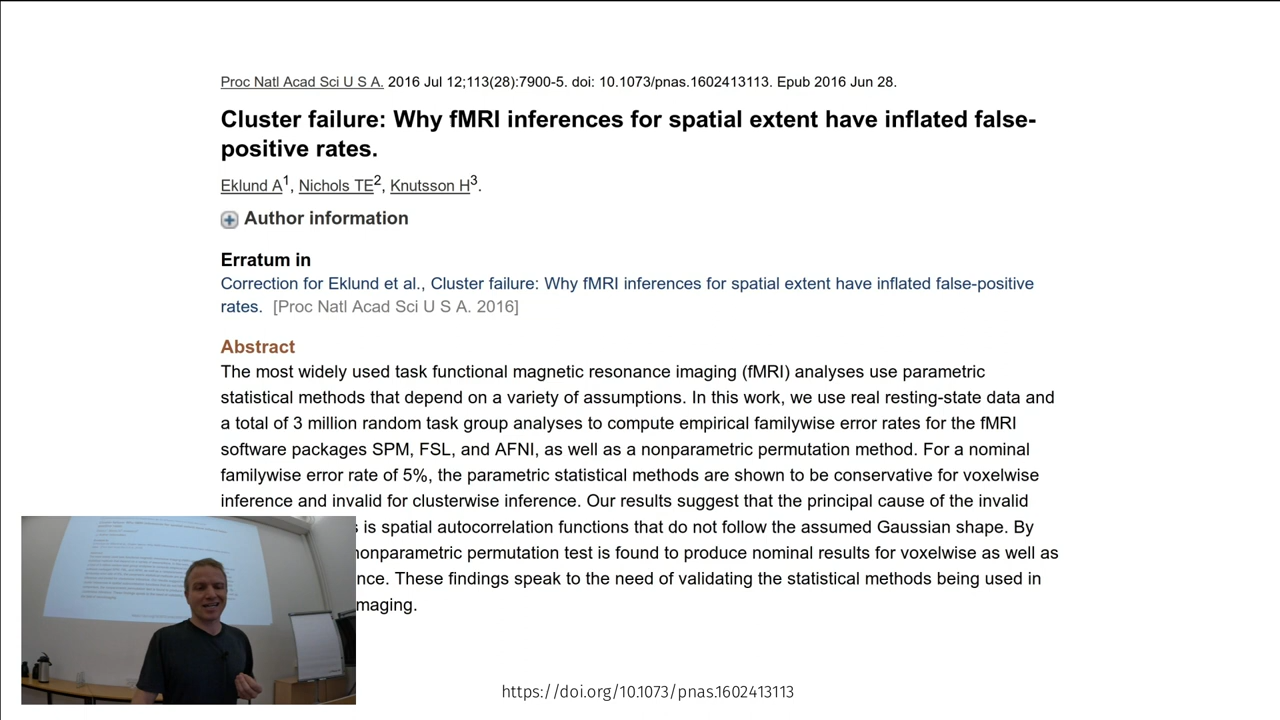 Proc Natl Acad Sci U S A. 2016 Jul 12;113(28):7900-5. doi: 10.1073/pnas.1602413113. Epub 2016 Jun 28.
Cluster failure: Why fMRI inferences for spatial extent have inflated false-
positive rates.
Eklund A1, Nichols TE2, Knutsson H3.
Author information
Erratum in
Correction for Eklund et al., Cluster failure: Why fMRI inferences for spatial extent have inflated false-positive
rates. [Proc Natl Acad Sci U S A. 2016]
Abstract
The most widely used task functional magnetic resonance imaging (fMRI) analyses use parametric
statistical methods that depend on a variety of assumptions. In this work, we use real resting-state data and
a total of 3 million random task group analyses to compute empirical familywise error rates for the fMRI
software packages SPM, FSL, and AFNI, as well as a nonparametric permutation method. For a nominal
familywise error rate of 5%, the parametric statistical methods are shown to be conservative for voxelwise
inference and invalid for clusterwise inference. Our results suggest that the principal cause of the invalid
is spatial autocorrelation functions that do not follow the assumed Gaussian shape. By
nonparametric permutation test is found to produce nominal results for voxelwise as well as
nce. These findings speak to the need of validating the statistical methods being used in
maging.
https://doi.org/10.1073/pnas.1602413113